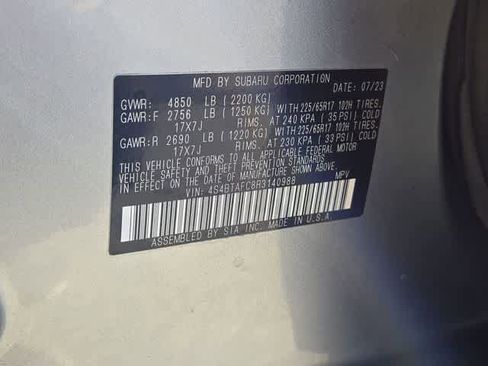 MFD BY SUBARU CORPORATION
DATE: 07/23
GVWR: 4850 LB (2200 KG)
GAWR:F 2756 LB (1250 KG) WITH 225/65R17 102H TIRES,
17X7J RIMS, AT 240 KPA (35 PSI) COLD
GAWR:R 2690 LB (1220 KG) WITH 225/65R17 102H TIRES,
17X7J RIMS, AT 230 KPA (33 PSI) COLD
THIS VEHICLE CONFORMS TO ALL APPLICABLE FEDERAL MOTOR
VEHICLE SAFETY, BUMPER, AND THEFT PREVENTION STANDARDS
IN EFFECT ON THE DATE OF MANUFACTURE SHOWN ABOVE.
VIN: 4S4BTAFC8R3140988 MPV
ASSEMBLED BY SIA INC. MADE IN U.S.A.